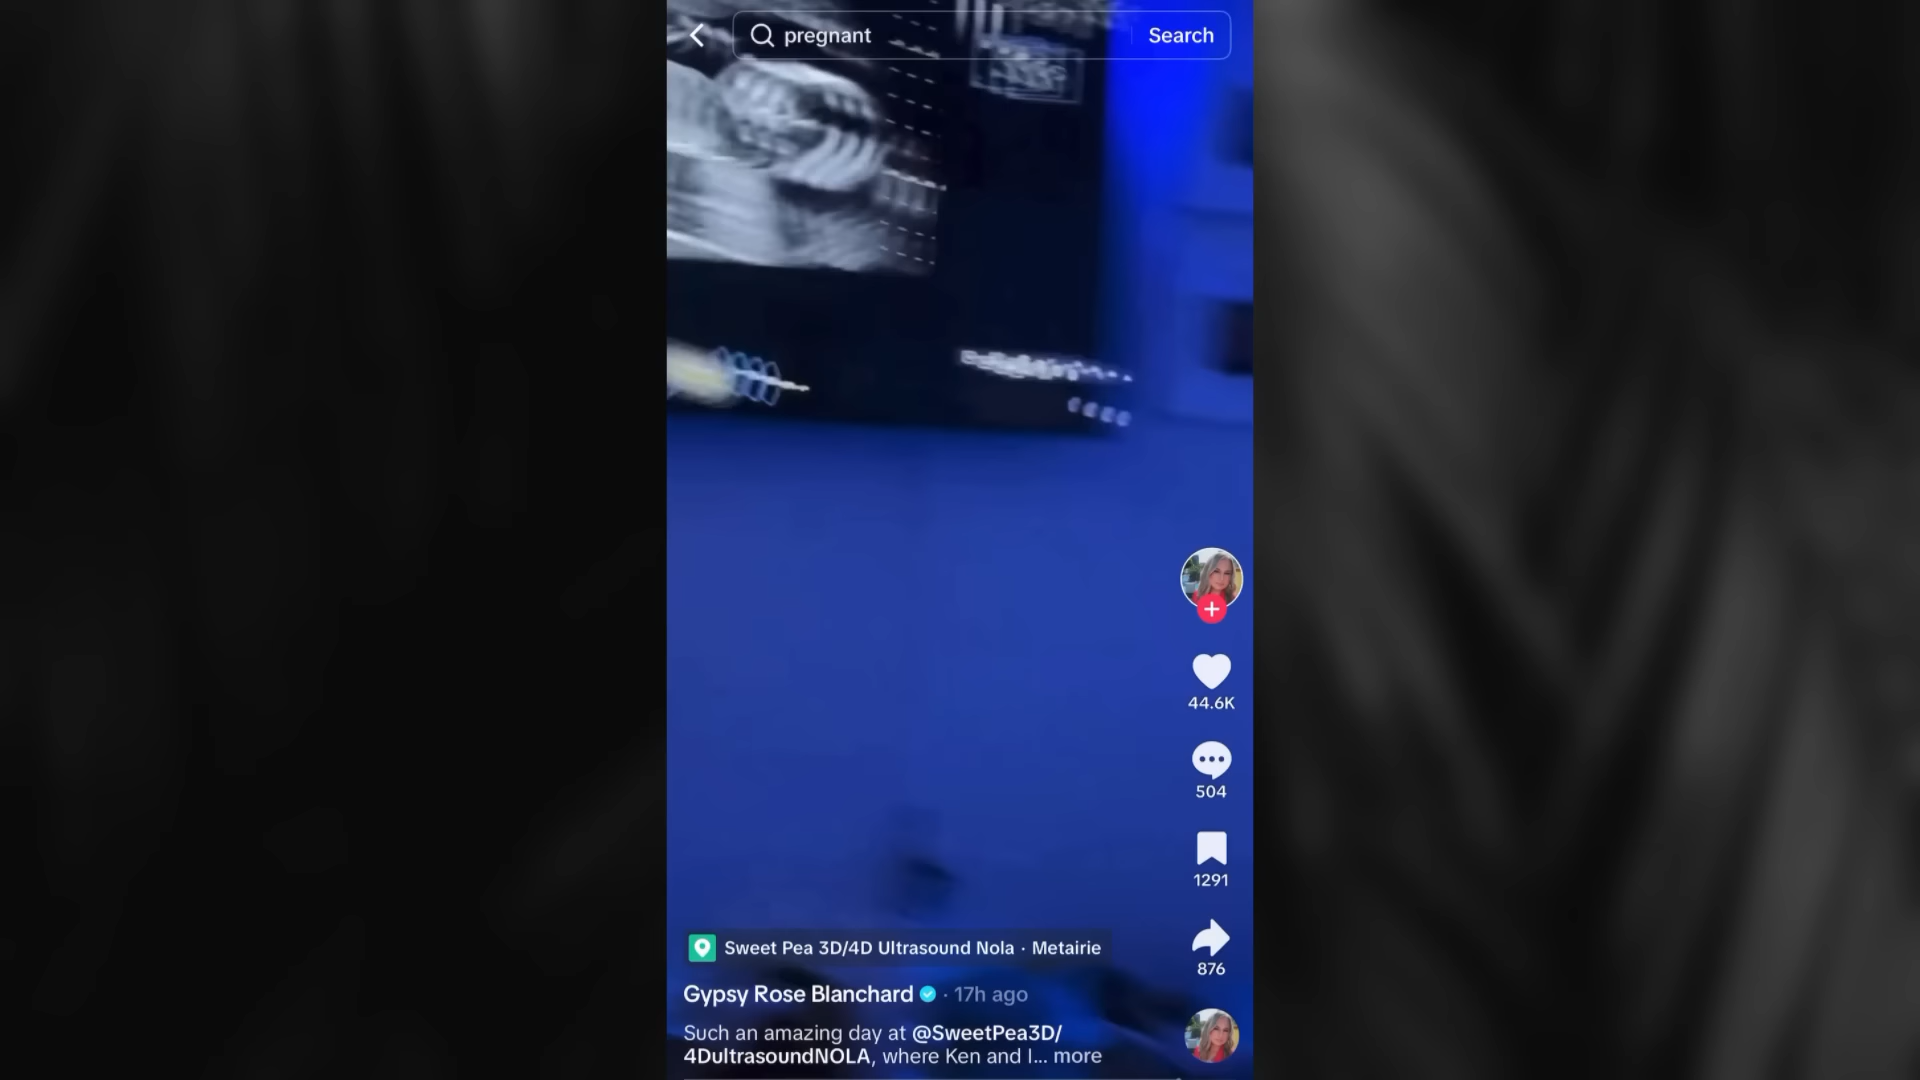 pregnant
Search
44.6K
504
1291
876
Sweet Pea 3D/4D Ultrasound Nola · Metairie
Gypsy Rose Blanchard · 17h ago
Such an amazing day at @SweetPea3D/
4DultrasoundNOLA, where Ken and I... more